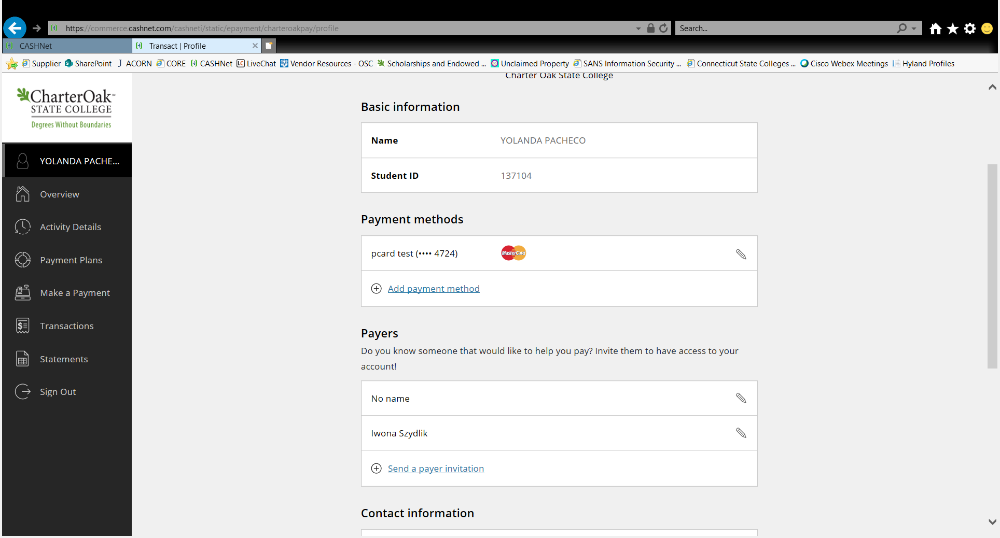 https://commerce.cashnet.com/cashneti/static/epayment/charteroakpay/profile
Search...
CASHNet
Transact | Profile
Supplier
SharePoint
J ACORN
CORE
CASHNet
LC LiveChat
Vendor Resources - OSC
Scholarships and Endowed ...
Unclaimed Property
SANS Information Security ...
Connecticut State Colleges ...
Cisco Webex Meetings
Hyland Profiles
CharterOak
STATE COLLEGE
Degrees Without Boundaries
YOLANDA PACHE...
Overview
Activity Details
Payment Plans
Make a Payment
Transactions
Statements
Sign Out
Charter Oak State College
Basic information
Name YOLANDA PACHECO
Student ID 137104
Payment methods
pcard test (•••• 4724) MasterCard
Add payment method
Payers
Do you know someone that would like to help you pay? Invite them to have access to your
account!
No name
Iwona Szydlik
Send a payer invitation
Contact information